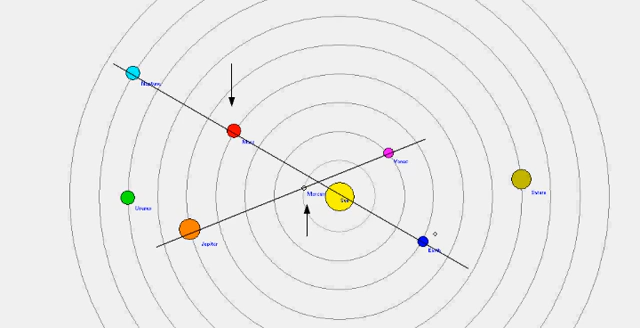 Neptune
Mars
Venus
Mercury
Sun
Saturn
Uranus
Jupiter
Earth